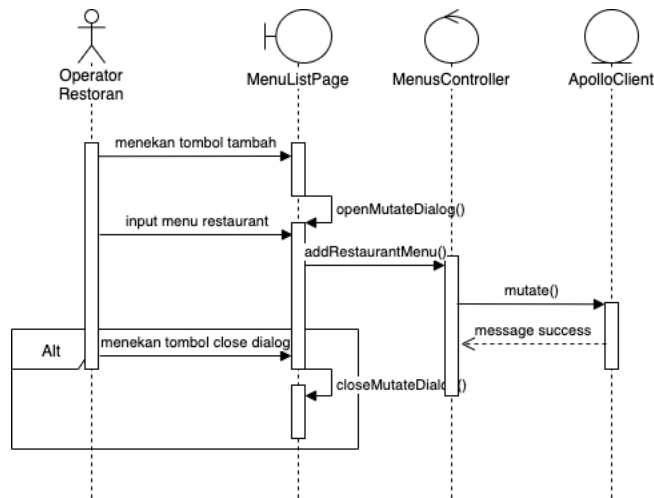 Operator
Restoran
MenuListPage
MenusController
ApolloClient
menekan tombol tambah
openMutateDialog()
input menu restaurant
addRestaurantMenu()
mutate()
message success
Alt
menekan tombol close dialog
closeMutateDialog()